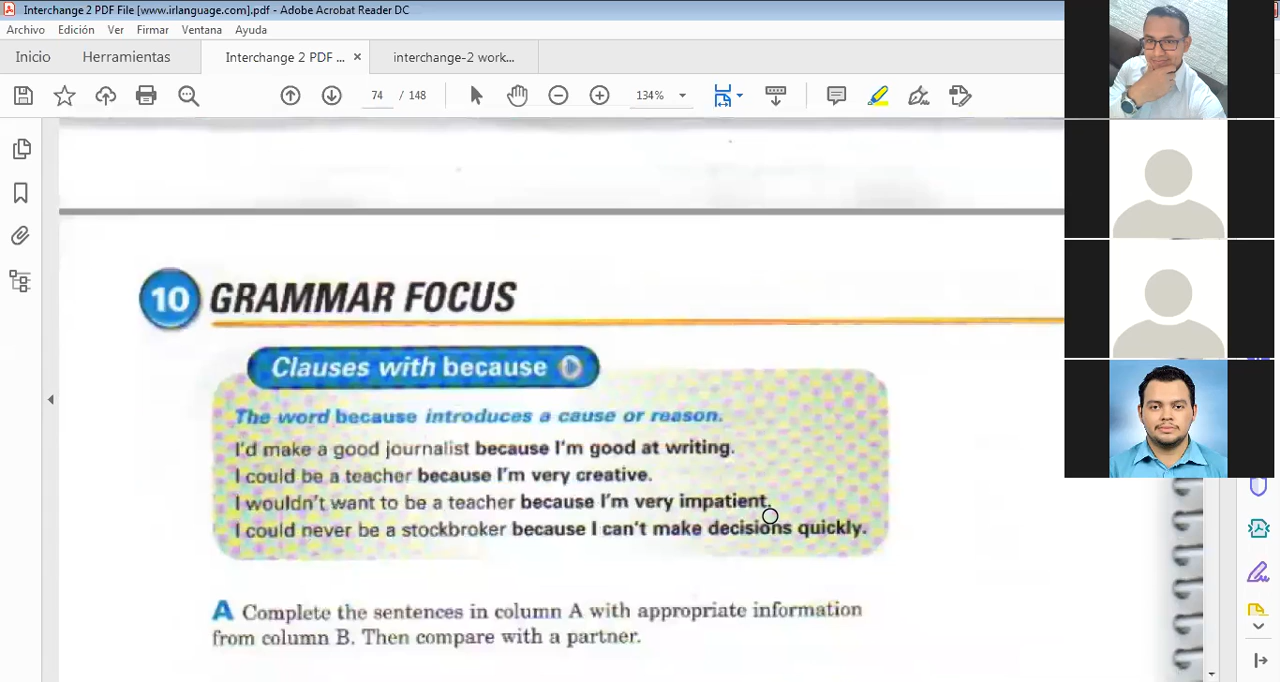 Interchange 2 PDF File [www.irlanguage.com].pdf - Adobe Acrobat Reader DC
Archivo Edición Ver Firmar Ventana Ayuda
Inicio Herramientas Interchange 2 PDF ... × interchange-2 work...
74 / 148 134%
10 GRAMMAR FOCUS
Clauses with because
The word because introduces a cause or reason.
I'd make a good journalist because I'm good at writing.
I could be a teacher because I'm very creative.
I wouldn't want to be a teacher because I'm very impatient.
I could never be a stockbroker because I can't make decisions quickly.
A Complete the sentences in column A with appropriate information
from column B. Then compare with a partner.